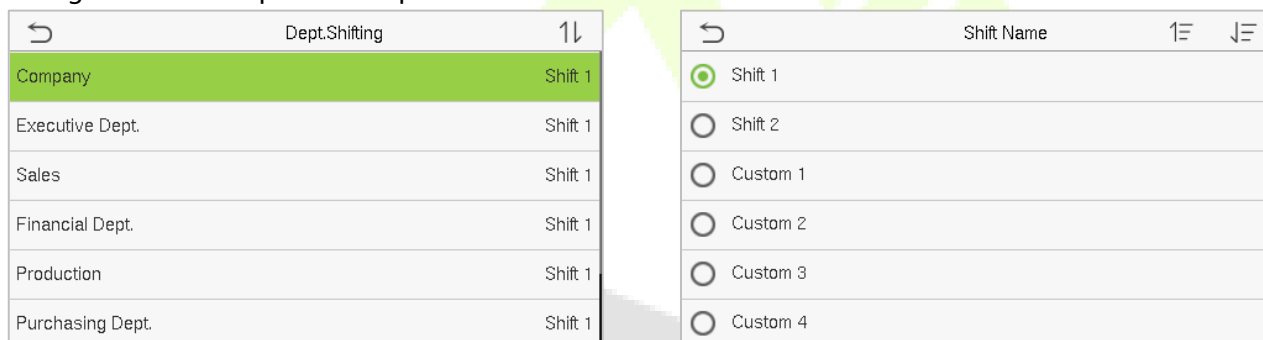 Dept.Shifting
Company Shift 1
Executive Dept. Shift 1
Sales Shift 1
Financial Dept. Shift 1
Production Shift 1
Purchasing Dept. Shift 1
Shift Name
Shift 1
Shift 2
Custom 1
Custom 2
Custom 3
Custom 4